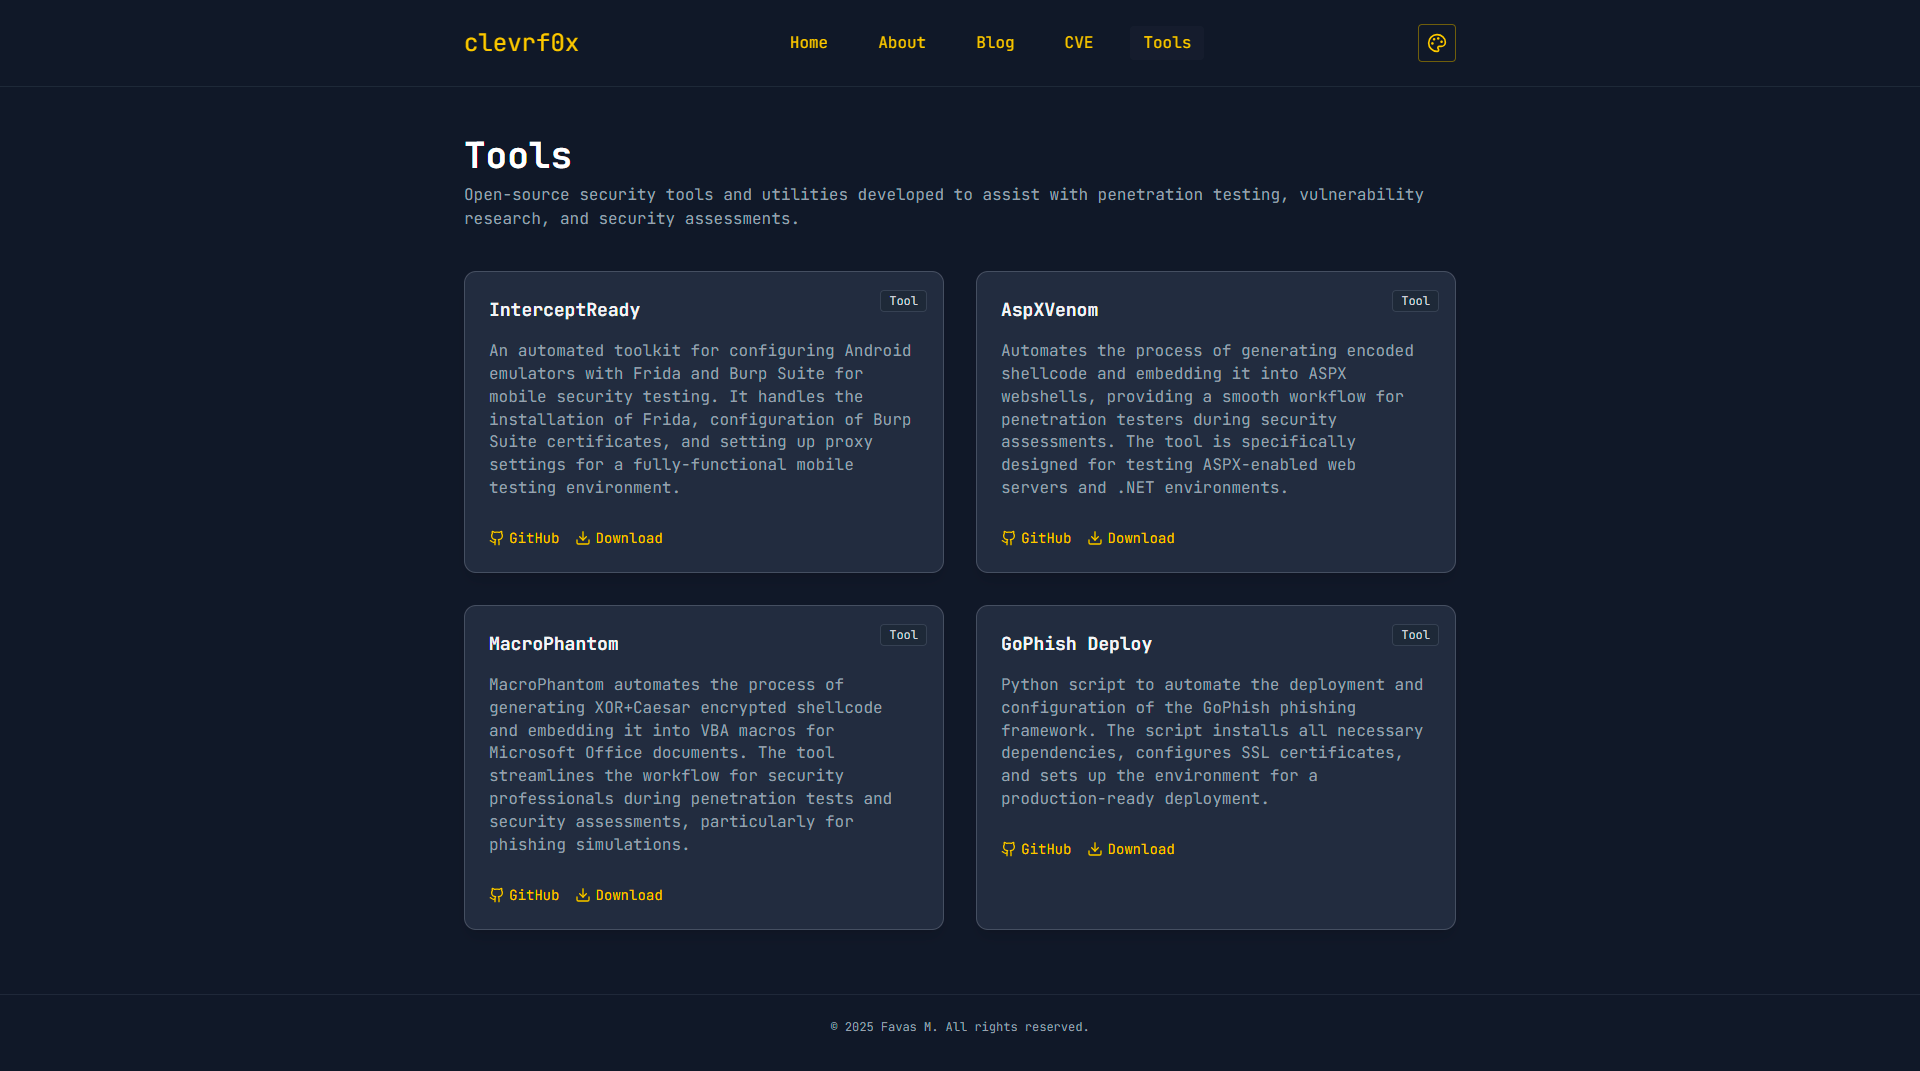 clevrf0x
Home
About
Blog
CVE
Tools
Tools
Open-source security tools and utilities developed to assist with penetration testing, vulnerability
research, and security assessments.
InterceptReady
Tool
An automated toolkit for configuring Android
emulators with Frida and Burp Suite for
mobile security testing. It handles the
installation of Frida, configuration of Burp
Suite certificates, and setting up proxy
settings for a fully-functional mobile
testing environment.
GitHub
Download
AspXVenom
Tool
Automates the process of generating encoded
shellcode and embedding it into ASPX
webshells, providing a smooth workflow for
penetration testers during security
assessments. The tool is specifically
designed for testing ASPX-enabled web
servers and .NET environments.
GitHub
Download
MacroPhantom
Tool
MacroPhantom automates the process of
generating XOR+Caesar encrypted shellcode
and embedding it into VBA macros for
Microsoft Office documents. The tool
streamlines the workflow for security
professionals during penetration tests and
security assessments, particularly for
phishing simulations.
GitHub
Download
GoPhish Deploy
Tool
Python script to automate the deployment and
configuration of the GoPhish phishing
framework. The script installs all necessary
dependencies, configures SSL certificates,
and sets up the environment for a
production-ready deployment.
GitHub
Download
© 2025 Favas M. All rights reserved.